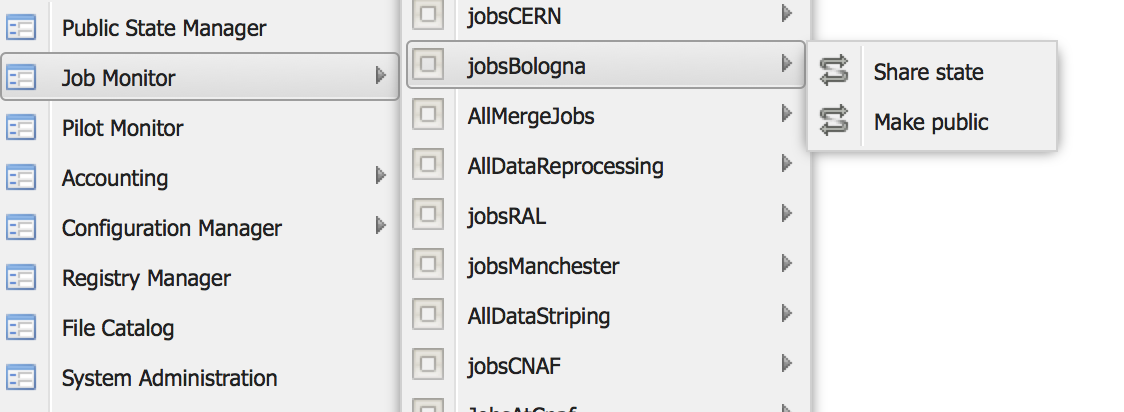 Public State Manager
Job Monitor
Pilot Monitor
Accounting
Configuration Manager
Registry Manager
File Catalog
System Administration
jobsCERN
jobsBologna
AllMergeJobs
AllDataReprocessing
jobsRAL
jobsManchester
AllDataStriping
jobsCNAF
JobsAtCnaf
Share state
Make public